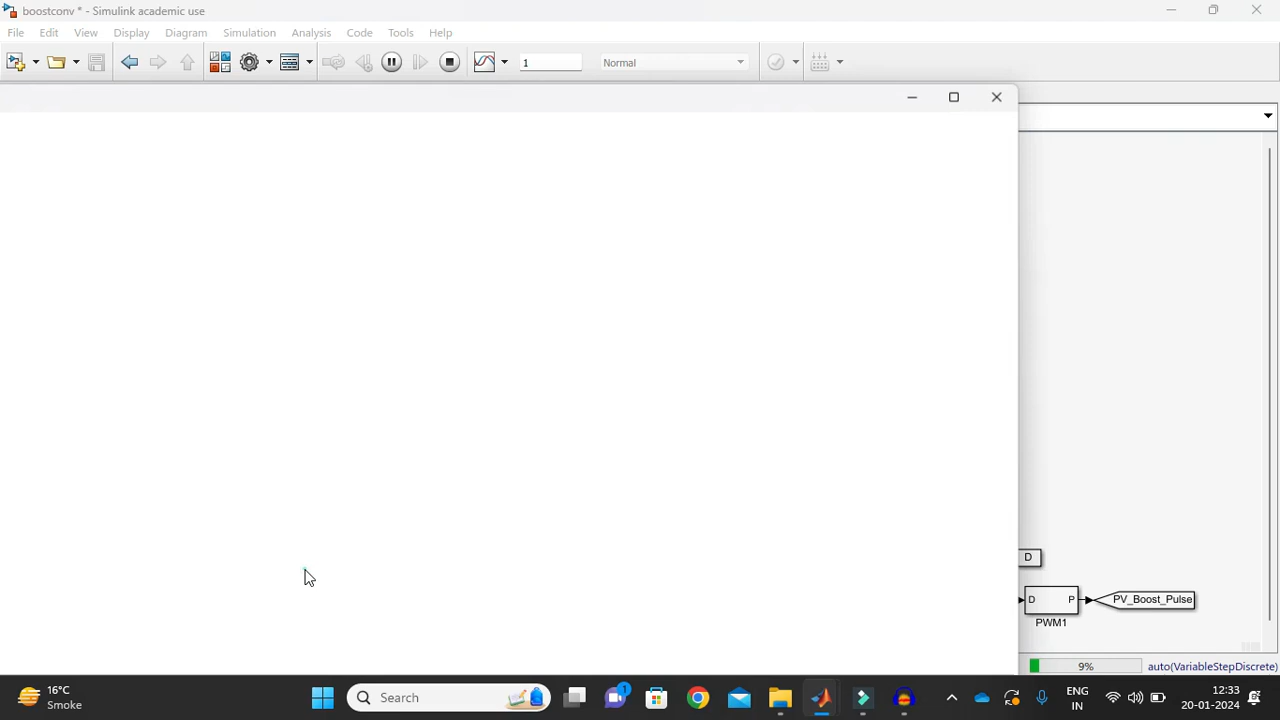 boostconv * - Simulink academic use
File Edit View Display Diagram Simulation Analysis Code Tools Help
1 Normal
D
D P PV_Boost_Pulse
PWM1
9% auto(VariableStepDiscrete)
16°C
Smoke
Search
1
ENG
IN
12:33
20-01-2024